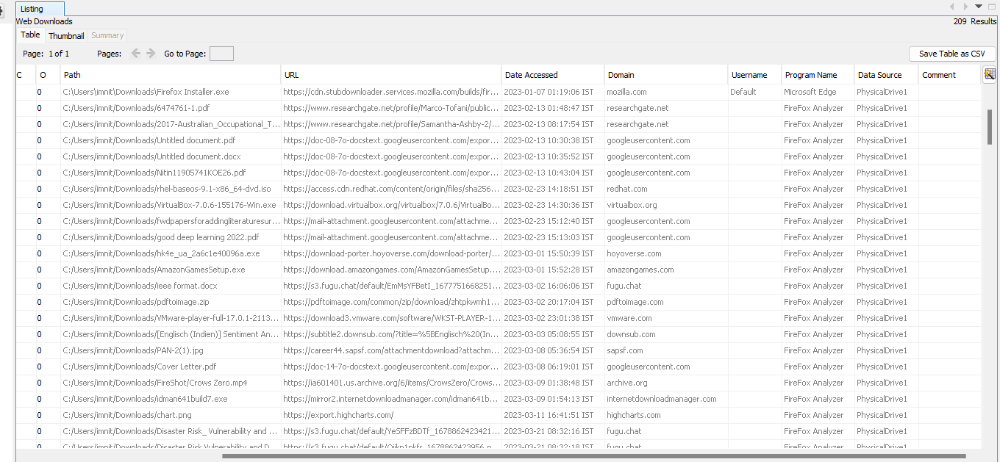 Listing
Web Downloads 209 Results
Table Thumbnail Summary
Page: 1 of 1 Pages: Go to Page: Save Table as CSV
C O Path URL Date Accessed Domain Username Program Name Data Source Comment
0 C:\Users\imnit\Downloads\Firefox Installer.exe https://cdn.stubdownloader.services.mozilla.com/builds/fir... 2023-01-07 01:19:06 IST mozilla.com Default Microsoft Edge PhysicalDrive1
0 C:/Users/imnit/Downloads/6474761-1.pdf https://www.researchgate.net/profile/Marco-Tofani/public... 2023-02-13 01:48:47 IST researchgate.net FireFox Analyzer PhysicalDrive1
0 C:/Users/imnit/Downloads/2017-Australian_Occupational_T... https://www.researchgate.net/profile/Samantha-Ashby-2/... 2023-02-13 08:17:54 IST researchgate.net FireFox Analyzer PhysicalDrive1
0 C:/Users/imnit/Downloads/Untitled document.pdf https://doc-08-7o-docstext.googleusercontent.com/expor... 2023-02-13 10:30:38 IST googleusercontent.com FireFox Analyzer PhysicalDrive1
0 C:/Users/imnit/Downloads/Untitled document.docx https://doc-08-7o-docstext.googleusercontent.com/expor... 2023-02-13 10:35:52 IST googleusercontent.com FireFox Analyzer PhysicalDrive1
0 C:/Users/imnit/Downloads/Nitin11905741KOE26.pdf https://doc-08-7o-docstext.googleusercontent.com/expor... 2023-02-13 10:43:04 IST googleusercontent.com FireFox Analyzer PhysicalDrive1
0 C:/Users/imnit/Downloads/rhel-baseos-9.1-x86_64-dvd.iso https://access.cdn.redhat.com/content/origin/files/sha256... 2023-02-23 14:18:51 IST redhat.com FireFox Analyzer PhysicalDrive1
0 C:/Users/imnit/Downloads/VirtualBox-7.0.6-155176-Win.exe https://download.virtualbox.org/virtualbox/7.0.6/VirtualBo... 2023-02-23 14:30:36 IST virtualbox.org FireFox Analyzer PhysicalDrive1
0 C:/Users/imnit/Downloads/fwdpapersforaddingliteraturesur... https://mail-attachment.googleusercontent.com/attachme... 2023-02-23 15:12:40 IST googleusercontent.com FireFox Analyzer PhysicalDrive1
0 C:/Users/imnit/Downloads/good deep learning 2022.pdf https://mail-attachment.googleusercontent.com/attachme... 2023-02-23 15:13:03 IST googleusercontent.com FireFox Analyzer PhysicalDrive1
0 C:/Users/imnit/Downloads/hk4e_ua_2a6c1e40096a.exe https://download-porter.hoyoverse.com/download-porter/... 2023-03-01 15:50:39 IST hoyoverse.com FireFox Analyzer PhysicalDrive1
0 C:/Users/imnit/Downloads/AmazonGamesSetup.exe https://download.amazongames.com/AmazonGamesSetup.... 2023-03-01 15:52:28 IST amazongames.com FireFox Analyzer PhysicalDrive1
0 C:/Users/imnit/Downloads/ieee format.docx https://s3.fugu.chat/default/EmMsYFBetI_1677751668251... 2023-03-02 16:06:06 IST fugu.chat FireFox Analyzer PhysicalDrive1
0 C:/Users/imnit/Downloads/pdftoimage.zip https://pdftoimage.com/common/zip/download/zhtpkwmh1... 2023-03-02 20:17:04 IST pdftoimage.com FireFox Analyzer PhysicalDrive1
0 C:/Users/imnit/Downloads/VMware-player-full-17.0.1-2113... https://download3.vmware.com/software/WKST-PLAYER-1... 2023-03-02 23:01:38 IST vmware.com FireFox Analyzer PhysicalDrive1
0 C:/Users/imnit/Downloads/[Englisch (Indien)] Sentiment An... https://subtitle2.downsub.com/?title=%5BEnglisch%20(In... 2023-03-03 05:08:55 IST downsub.com FireFox Analyzer PhysicalDrive1
0 C:/Users/imnit/Downloads/PAN-2(1).jpg https://career44.sapsf.com/attachmentdownload?attachm... 2023-03-08 05:36:54 IST sapsf.com FireFox Analyzer PhysicalDrive1
0 C:/Users/imnit/Downloads/Cover Letter.pdf https://doc-14-7o-docstext.googleusercontent.com/expor... 2023-03-08 06:19:01 IST googleusercontent.com FireFox Analyzer PhysicalDrive1
0 C:/Users/imnit/Downloads/FireShot/Crows Zero.mp4 https://ia601401.us.archive.org/6/items/CrowsZero/Crows... 2023-03-09 01:38:48 IST archive.org FireFox Analyzer PhysicalDrive1
0 C:/Users/imnit/Downloads/idman641build7.exe https://mirror2.internetdownloadmanager.com/idman641b... 2023-03-09 01:54:13 IST internetdownloadmanager.com FireFox Analyzer PhysicalDrive1
0 C:/Users/imnit/Downloads/chart.png https://export.highcharts.com/ 2023-03-11 16:41:51 IST highcharts.com FireFox Analyzer PhysicalDrive1
0 C:/Users/imnit/Downloads/Disaster Risk_ Vulnerability and ... https://s3.fugu.chat/default/YeSFFzBDTf_1678862423421... 2023-03-21 08:32:16 IST fugu.chat FireFox Analyzer PhysicalDrive1
0 C:/Users/imnit/Downloads/Disaster Risk Vulnerability and D... 2023-03-21 08:32:18 IST fugu.chat FireFox Analyzer PhysicalDrive1